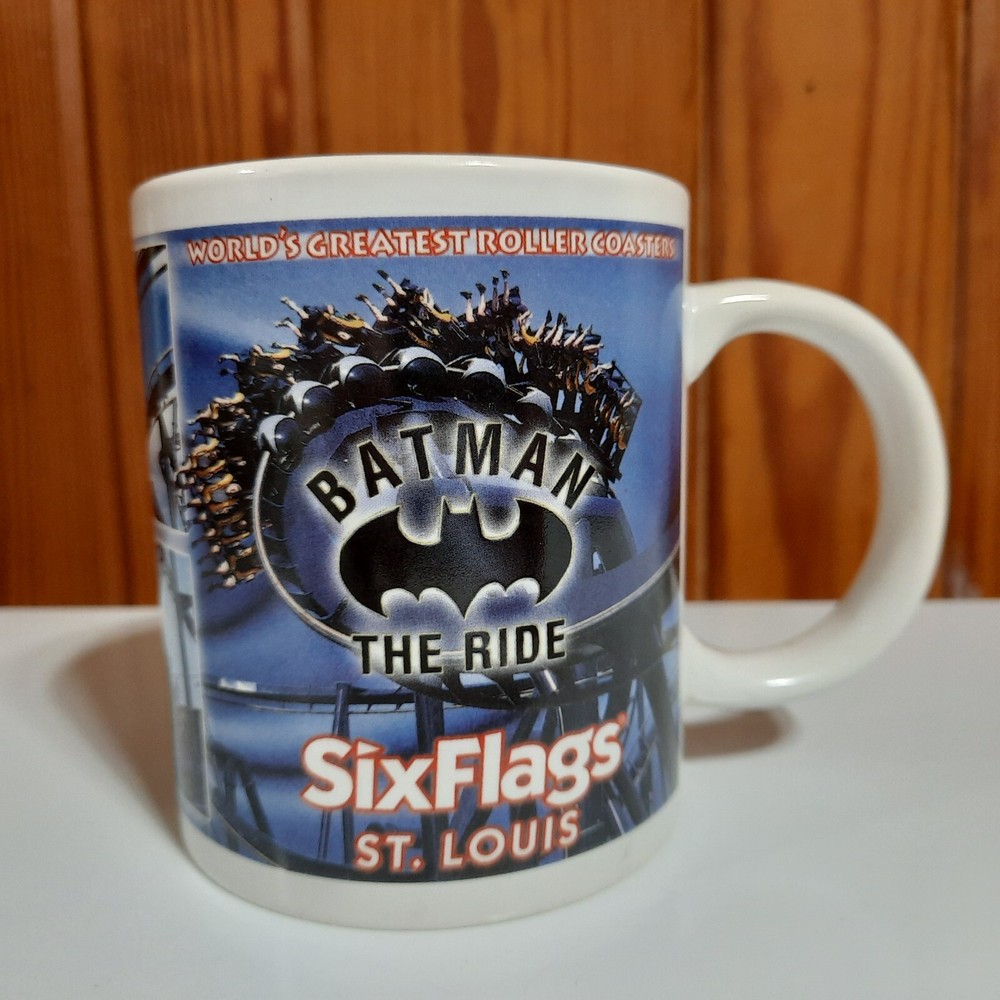 WORLD'S GREATEST ROLLER COASTERS
BATMAN
THE RIDE
SixFlags
ST. LOUIS